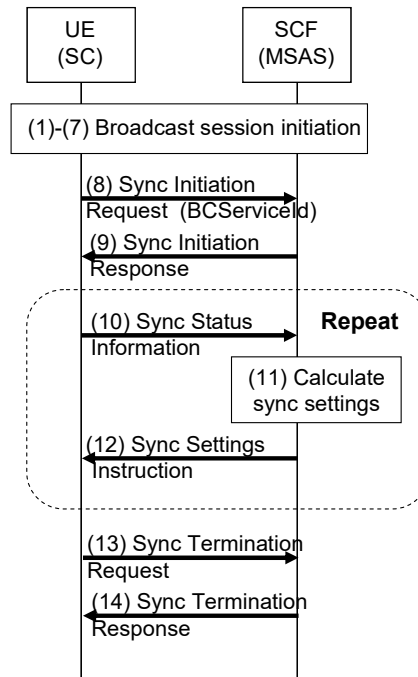 UE
(SC)
SCF
(MSAS)
(1)-(7) Broadcast session initiation
(8) Sync Initiation
Request (BCServiceId)
(9) Sync Initiation
Response
Repeat
(10) Sync Status
Information
(11) Calculate
sync settings
(12) Sync Settings
Instruction
(13) Sync Termination
Request
(14) Sync Termination
Response